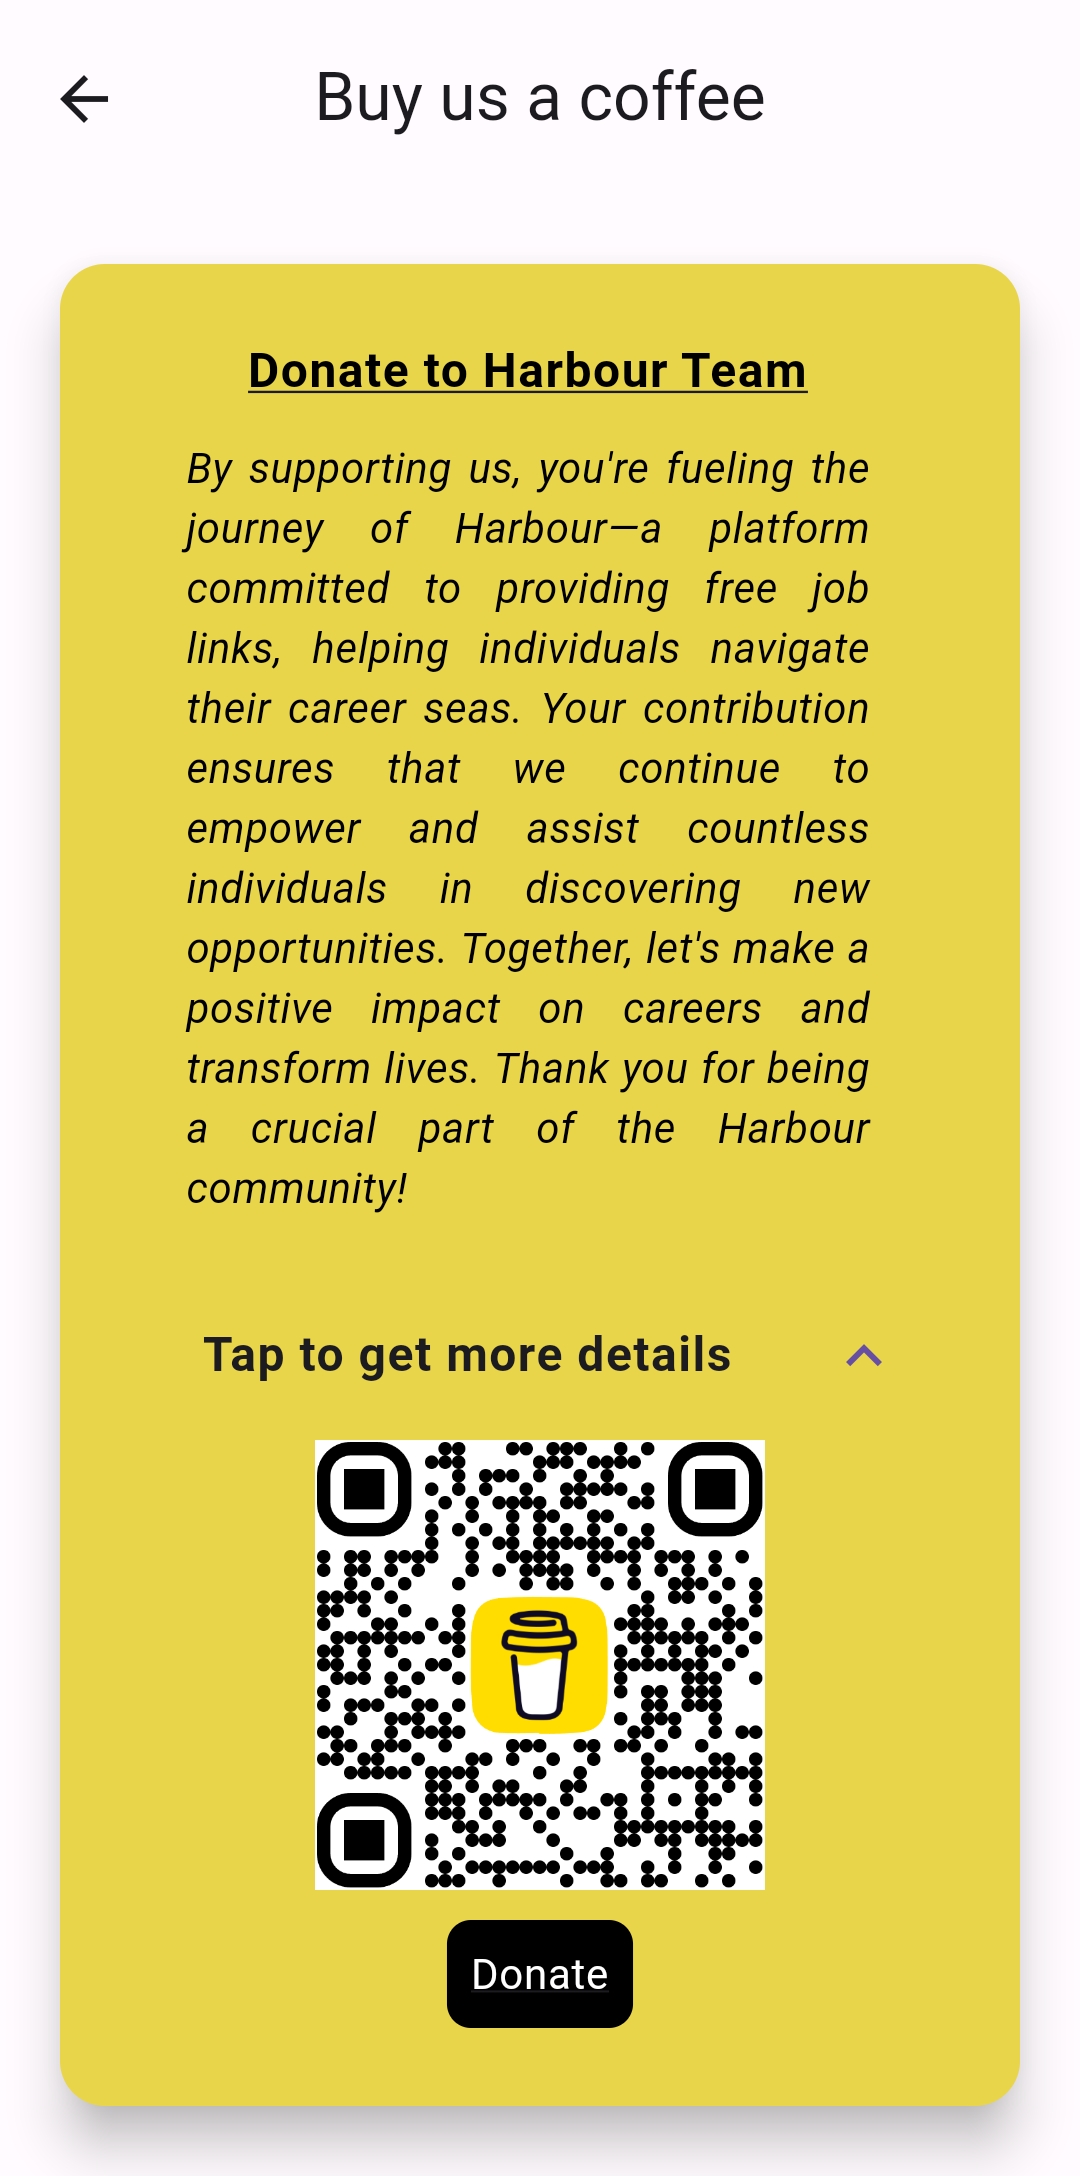 Buy us a coffee
Donate to Harbour Team
By supporting us, you're fueling the
journey of Harbour—a platform
committed to providing free job
links, helping individuals navigate
their career seas. Your contribution
ensures that we continue to
empower and assist countless
individuals in discovering new
opportunities. Together, let's make a
positive impact on careers and
transform lives. Thank you for being
a crucial part of the Harbour
community!
Tap to get more details
Donate